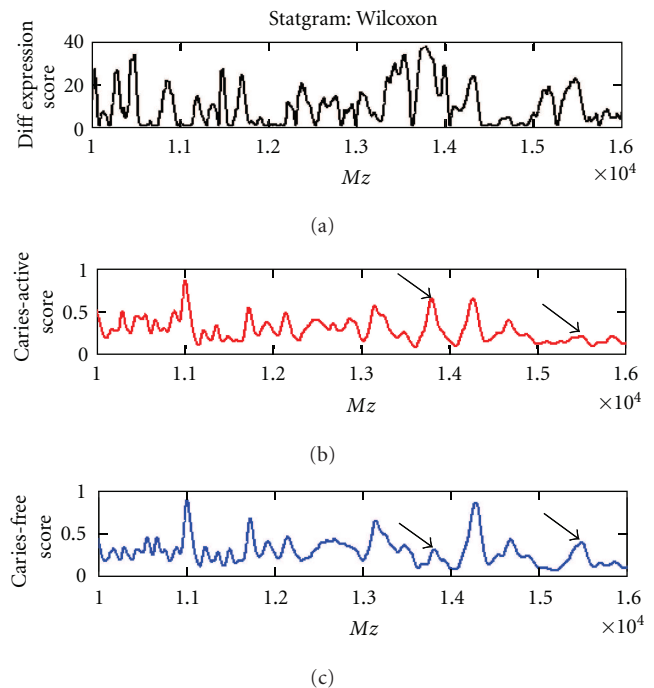 Statgram: Wilcoxon
Diff expression
score
40
20
0
1 1.1 1.2 1.3 1.4 1.5 1.6
×10⁴
Mz
(a)
Caries-active
score
1
0.5
0
1 1.1 1.2 1.3 1.4 1.5 1.6
×10⁴
Mz
(b)
Caries-free
score
1
0.5
0
1 1.1 1.2 1.3 1.4 1.5 1.6
×10⁴
Mz
(c)